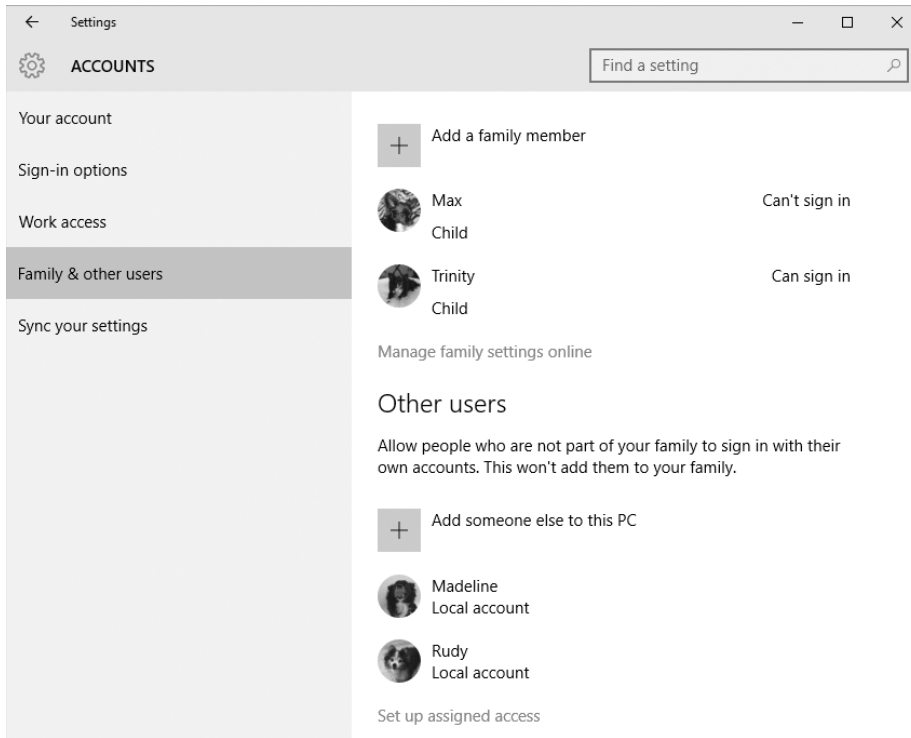 Settings
ACCOUNTS
Find a setting
Your account
Sign-in options
Work access
Family & other users
Sync your settings
Add a family member
Max
Can't sign in
Child
Trinity
Can sign in
Child
Manage family settings online
Other users
Allow people who are not part of your family to sign in with their
own accounts. This won't add them to your family.
Add someone else to this PC
Madeline
Local account
Rudy
Local account
Set up assigned access